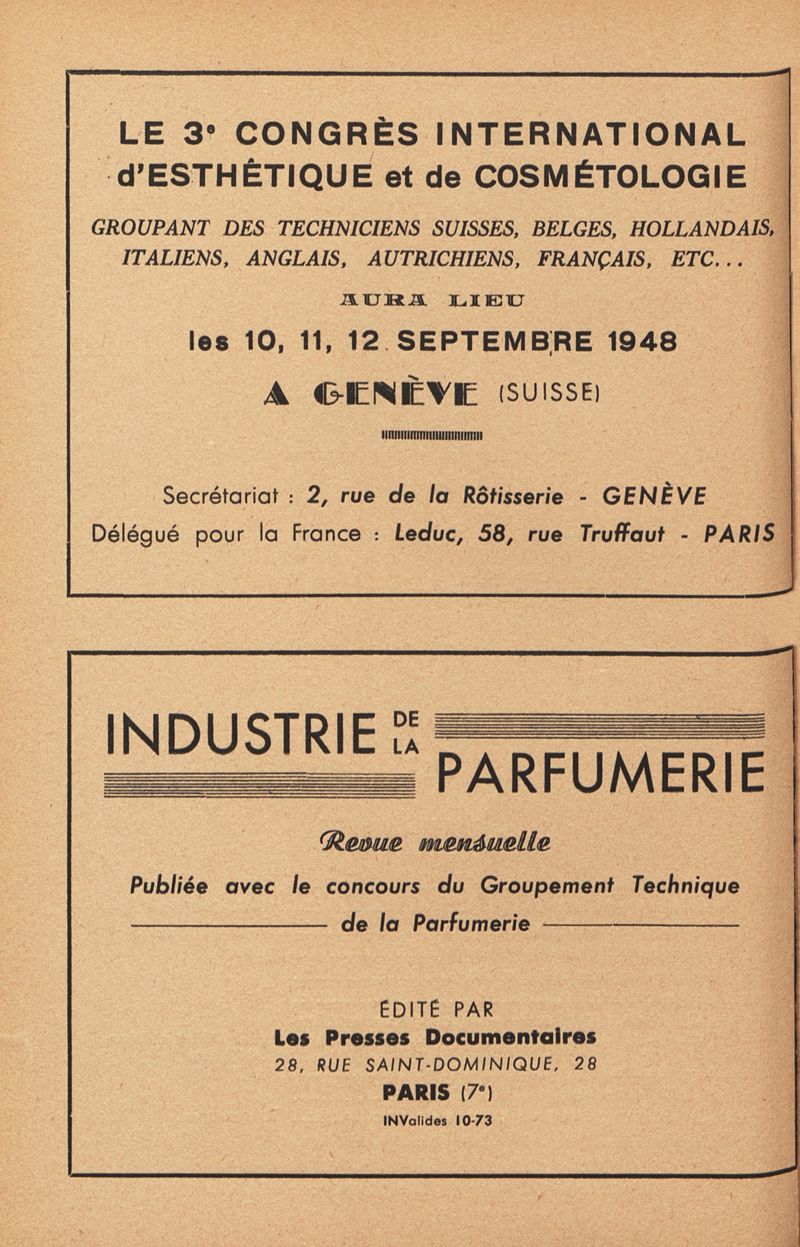 LE 3e CONGRÈS INTERNATIONAL
d'ESTHÊTIQUE et de COSMÉTOLOGIE
GROUPANT DES TECHNICIENS SUISSES, BELGES, HOLLANDAIS,
ITALIENS, ANGLAIS, AUTRICHIENS, FRANÇAIS, ETC...
AURA LIEU
les 10, 11, 12 SEPTEMBRE 1948
A GENÈVE (SUISSE)
Secrétariat : 2, rue de la Rôtisserie - GENÈVE
Délégué pour la France : Leduc, 58, rue Truffaut - PARIS
INDUSTRIE DE LA
PARFUMERIE
Revue mensuelle
Publiée avec le concours du Groupement Technique
de la Parfumerie
ÉDITÉ PAR
Les Presses Documentaires
28, RUE SAINT-DOMINIQUE, 28
PARIS (7e)
INValides 10-73